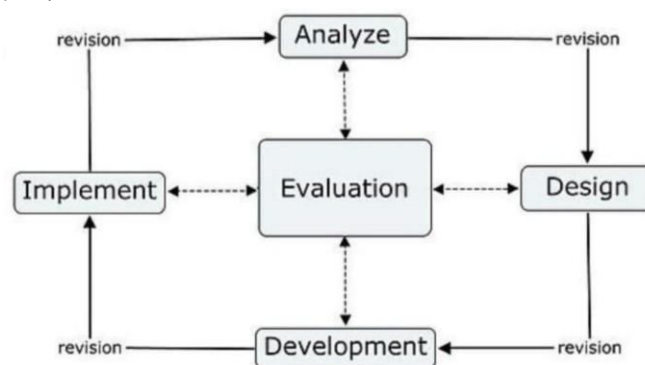 revision
Analyze
revision
Implement
Evaluation
Design
revision
Development
revision